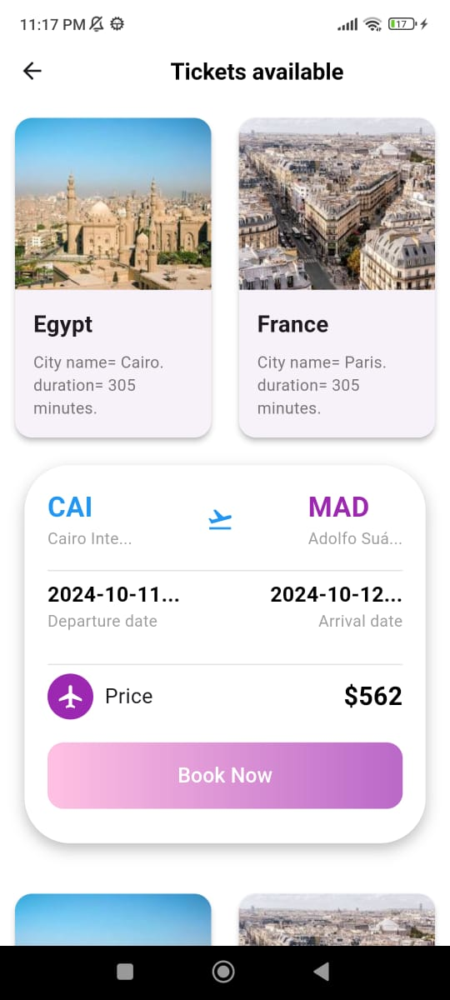 11:17 PM
17
Tickets available
Egypt
City name= Cairo.
duration= 305
minutes.
France
City name= Paris.
duration= 305
minutes.
CAI
MAD
Cairo Inte...
Adolfo Suá...
2024-10-11...
2024-10-12...
Departure date
Arrival date
Price
$562
Book Now